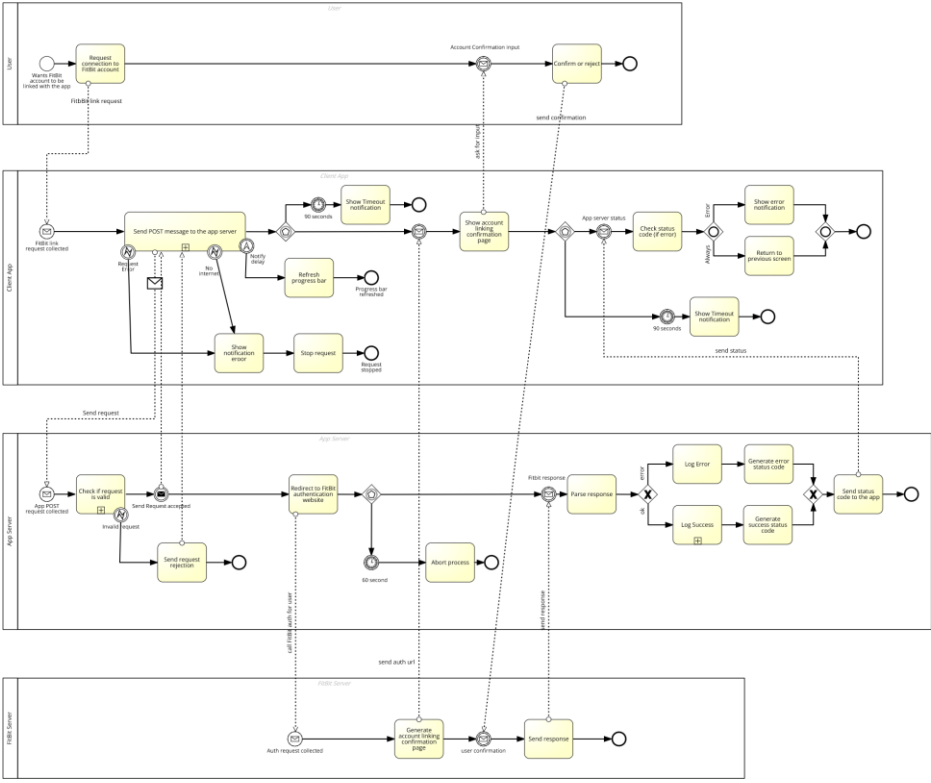 User
User
Account Confirmation input
Request
connection to
FitBit account
Confirm or reject
Wants FitBit
account to be
linked with the app
FitbBit link request
send confirmation
ask for input
Client App
Client App
Show Timeout
notification
90 seconds
Send POST message to the app server
Show account
linking
confirmation
page
App server status
Check status
code (if error)
Error
Always
Show error
notification
Return to
previous screen
FitBit link
request collected
Request
Error
No
internet
Notify
delay
Refresh
progress bar
Progress bar
refreshed
Show Timeout
notification
90 seconds
Show
notification
eroor
Stop request
Request
stopped
send status
Send request
App Server
App Server
Check if request
is valid
App POST
request collected
Send Request accepted
Invalid request
Send request
rejection
Redirect to FitBit
authentication
website
60 second
Abort process
Fitbit response
Parse response
error
ok
Log Error
Generate error
status code
Log Success
Generate
success status
code
Send status
code to the app
call FitBit auth for user
send response
send auth url
FitBit Server
FitBit Server
Auth request collected
Generate
account linking
confirmation
page
user confirmation
Send response